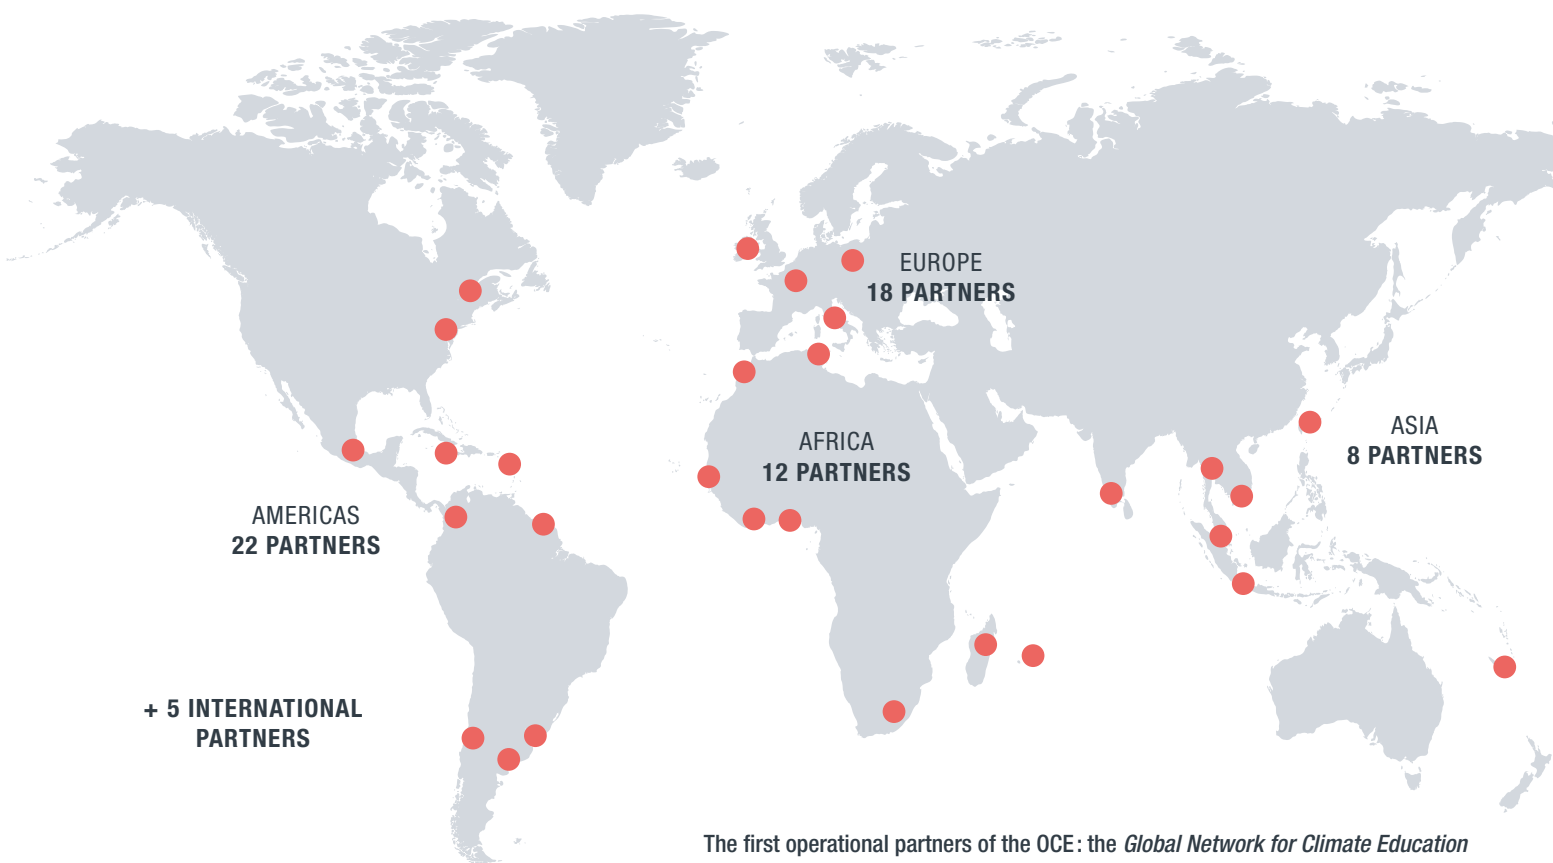 EUROPE
18 PARTNERS
ASIA
8 PARTNERS
AFRICA
12 PARTNERS
AMERICAS
22 PARTNERS
+ 5 INTERNATIONAL
PARTNERS
The first operational partners of the OCE: the Global Network for Climate Education